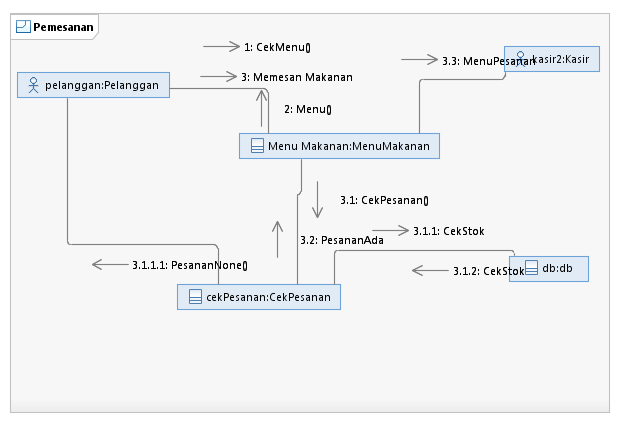 Pemesanan
1: CekMenu()
3.3: MenuPesanan
kasir2:Kasir
3: Memesan Makanan
pelanggan:Pelanggan
2: Menu()
Menu Makanan:MenuMakanan
3.1: CekPesanan()
3.1.1: CekStok
3.2: PesananAda
3.1.1.1: PesananNone()
3.1.2: CekStok
db:db
cekPesanan:CekPesanan